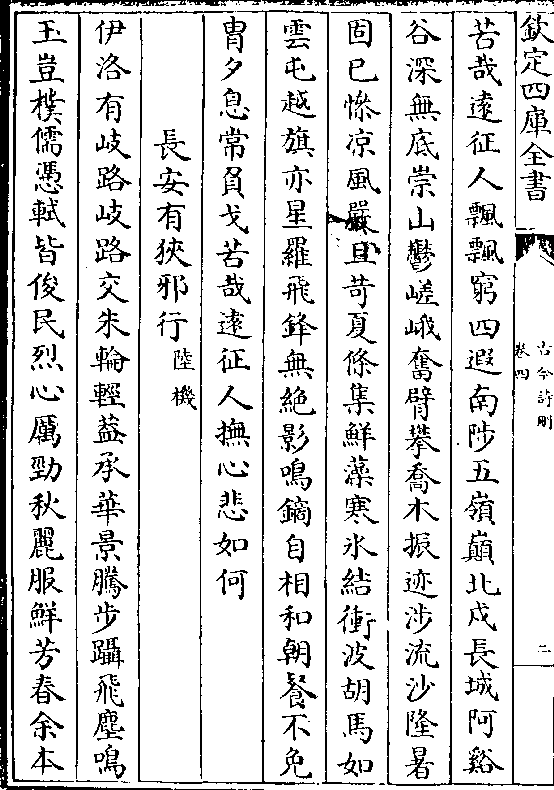 欽定四庫全書
古今詩刪
卷四
二
苦哉遠征人飄飄窮四遐南陟五嶺巔北戍長城阿谿
谷深無底崇山鬱嵯峨奮臂攀喬木振迹涉流沙隆暑
固已慘凉風嚴且苛夏條集鮮藻寒氷結衝波胡馬如
雲屯越旗亦星羅飛鋒無絕影鳴鏑自相和朝餐不免
胄夕息常負戈苦哉遠征人撫心悲如何
長安有狹邪行陸機
伊洛有岐路岐路交朱輪輕葢承華景騰步躡飛塵鳴
玉豈樸儒憑軾皆俊民烈心厲勁秋麗服鮮芳春余本